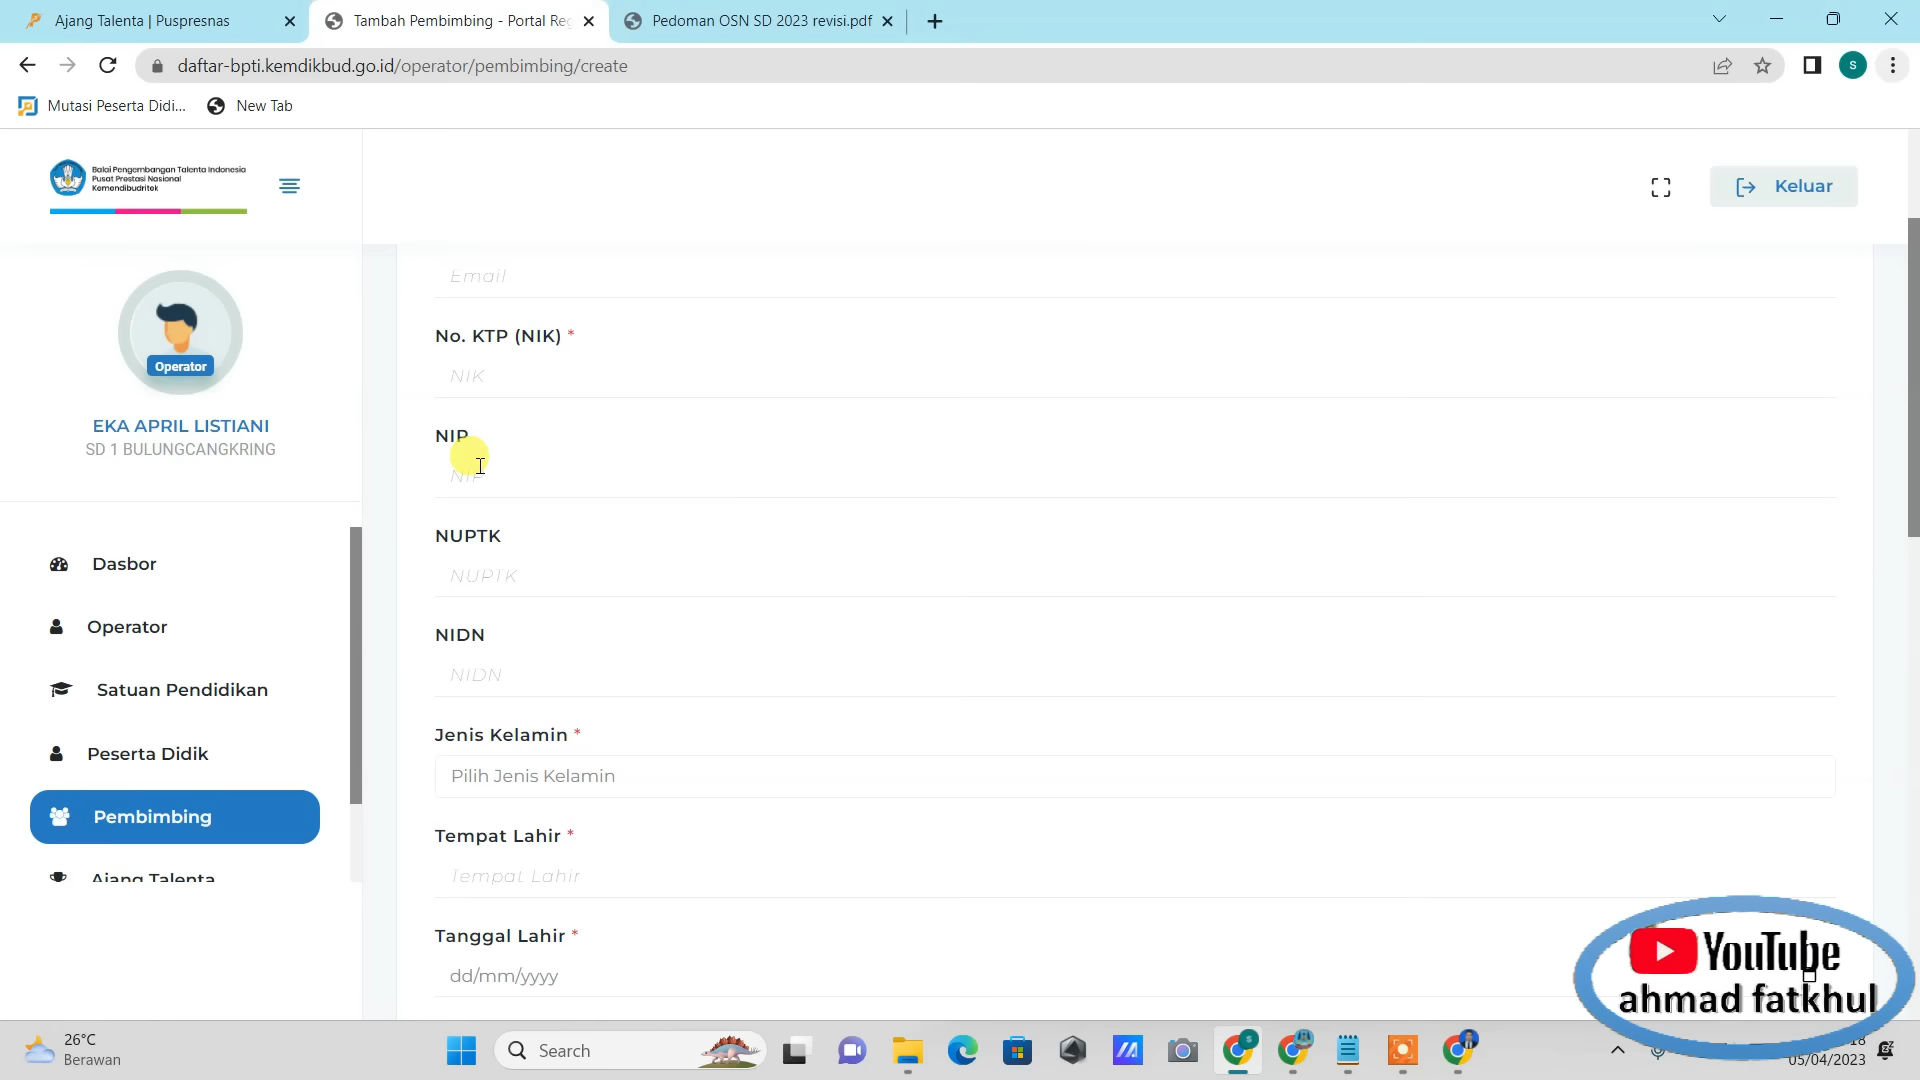 Ajang Talenta | Puspresnas
Tambah Pembimbing - Portal Reg
Pedoman OSN SD 2023 revisi.pdf
daftar-bpti.kemdikbud.go.id/operator/pembimbing/create
S
Mutasi Peserta Didi...
New Tab
Balai Pengembangan Talenta Indonesia
Pusat Prestasi Nasional
Kemendibudritek
Keluar
Operator
EKA APRIL LISTIANI
SD 1 BULUNGCANGKRING
Dasbor
Operator
Satuan Pendidikan
Peserta Didik
Pembimbing
Ajang Talenta
Email
No. KTP (NIK) *
NIK
NIP
NIP
NUPTK
NUPTK
NIDN
NIDN
Jenis Kelamin *
Pilih Jenis Kelamin
Tempat Lahir *
Tempat Lahir
Tanggal Lahir *
dd/mm/yyyy
YouTube
ahmad fatkhul
26°C
Berawan
Search
18
05/04/2023